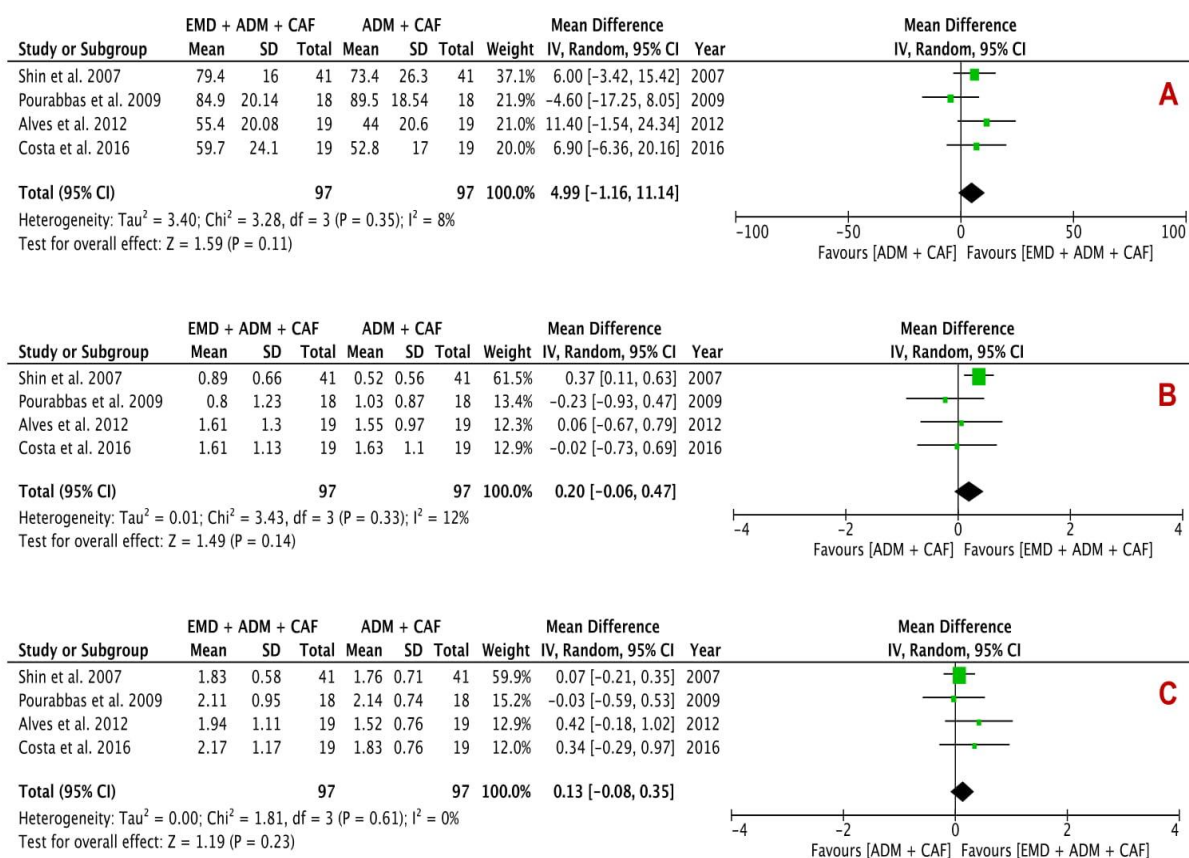 EMD + ADM + CAF ADM + CAF Mean Difference Mean Difference
Study or Subgroup Mean SD Total Mean SD Total Weight IV, Random, 95% CI Year IV, Random, 95% CI
Shin et al. 2007 79.4 16 41 73.4 26.3 41 37.1% 6.00 [−3.42, 15.42] 2007
Pourabbas et al. 2009 84.9 20.14 18 89.5 18.54 18 21.9% −4.60 [−17.25, 8.05] 2009
Alves et al. 2012 55.4 20.08 19 44 20.6 19 21.0% 11.40 [−1.54, 24.34] 2012
Costa et al. 2016 59.7 24.1 19 52.8 17 19 20.0% 6.90 [−6.36, 20.16] 2016
A
Total (95% CI) 97 97 100.0% 4.99 [−1.16, 11.14]
Heterogeneity: Tau² = 3.40; Chi² = 3.28, df = 3 (P = 0.35); I² = 8%
Test for overall effect: Z = 1.59 (P = 0.11)
−100 −50 0 50 100
Favours [ADM + CAF] Favours [EMD + ADM + CAF]
EMD + ADM + CAF ADM + CAF Mean Difference Mean Difference
Study or Subgroup Mean SD Total Mean SD Total Weight IV, Random, 95% CI Year IV, Random, 95% CI
Shin et al. 2007 0.89 0.66 41 0.52 0.56 41 61.5% 0.37 [0.11, 0.63] 2007
Pourabbas et al. 2009 0.8 1.23 18 1.03 0.87 18 13.4% −0.23 [−0.93, 0.47] 2009
Alves et al. 2012 1.61 1.3 19 1.55 0.97 19 12.3% 0.06 [−0.67, 0.79] 2012
Costa et al. 2016 1.61 1.13 19 1.63 1.1 19 12.9% −0.02 [−0.73, 0.69] 2016
B
Total (95% CI) 97 97 100.0% 0.20 [−0.06, 0.47]
Heterogeneity: Tau² = 0.01; Chi² = 3.43, df = 3 (P = 0.33); I² = 12%
Test for overall effect: Z = 1.49 (P = 0.14)
−4 −2 0 2 4
Favours [ADM + CAF] Favours [EMD + ADM + CAF]
EMD + ADM + CAF ADM + CAF Mean Difference Mean Difference
Study or Subgroup Mean SD Total Mean SD Total Weight IV, Random, 95% CI Year IV, Random, 95% CI
Shin et al. 2007 1.83 0.58 41 1.76 0.71 41 59.9% 0.07 [−0.21, 0.35] 2007
Pourabbas et al. 2009 2.11 0.95 18 2.14 0.74 18 15.2% −0.03 [−0.59, 0.53] 2009
Alves et al. 2012 1.94 1.11 19 1.52 0.76 19 12.9% 0.42 [−0.18, 1.02] 2012
Costa et al. 2016 2.17 1.17 19 1.83 0.76 19 12.0% 0.34 [−0.29, 0.97] 2016
C
Total (95% CI) 97 97 100.0% 0.13 [−0.08, 0.35]
Heterogeneity: Tau² = 0.00; Chi² = 1.81, df = 3 (P = 0.61); I² = 0%
Test for overall effect: Z = 1.19 (P = 0.23)
−4 −2 0 2 4
Favours [ADM + CAF] Favours [EMD + ADM + CAF]